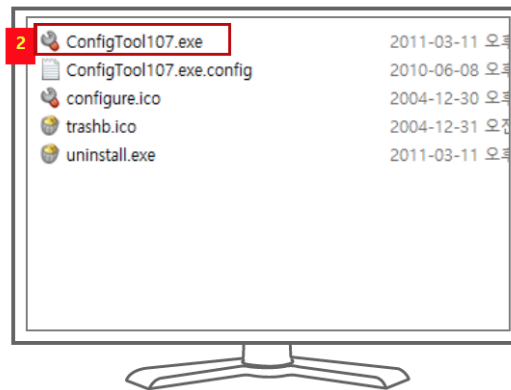 2
ConfigTool107.exe 2011-03-11
ConfigTool107.exe.config 2010-06-08
configure.ico 2004-12-30
trashb.ico 2004-12-31
uninstall.exe 2011-03-11